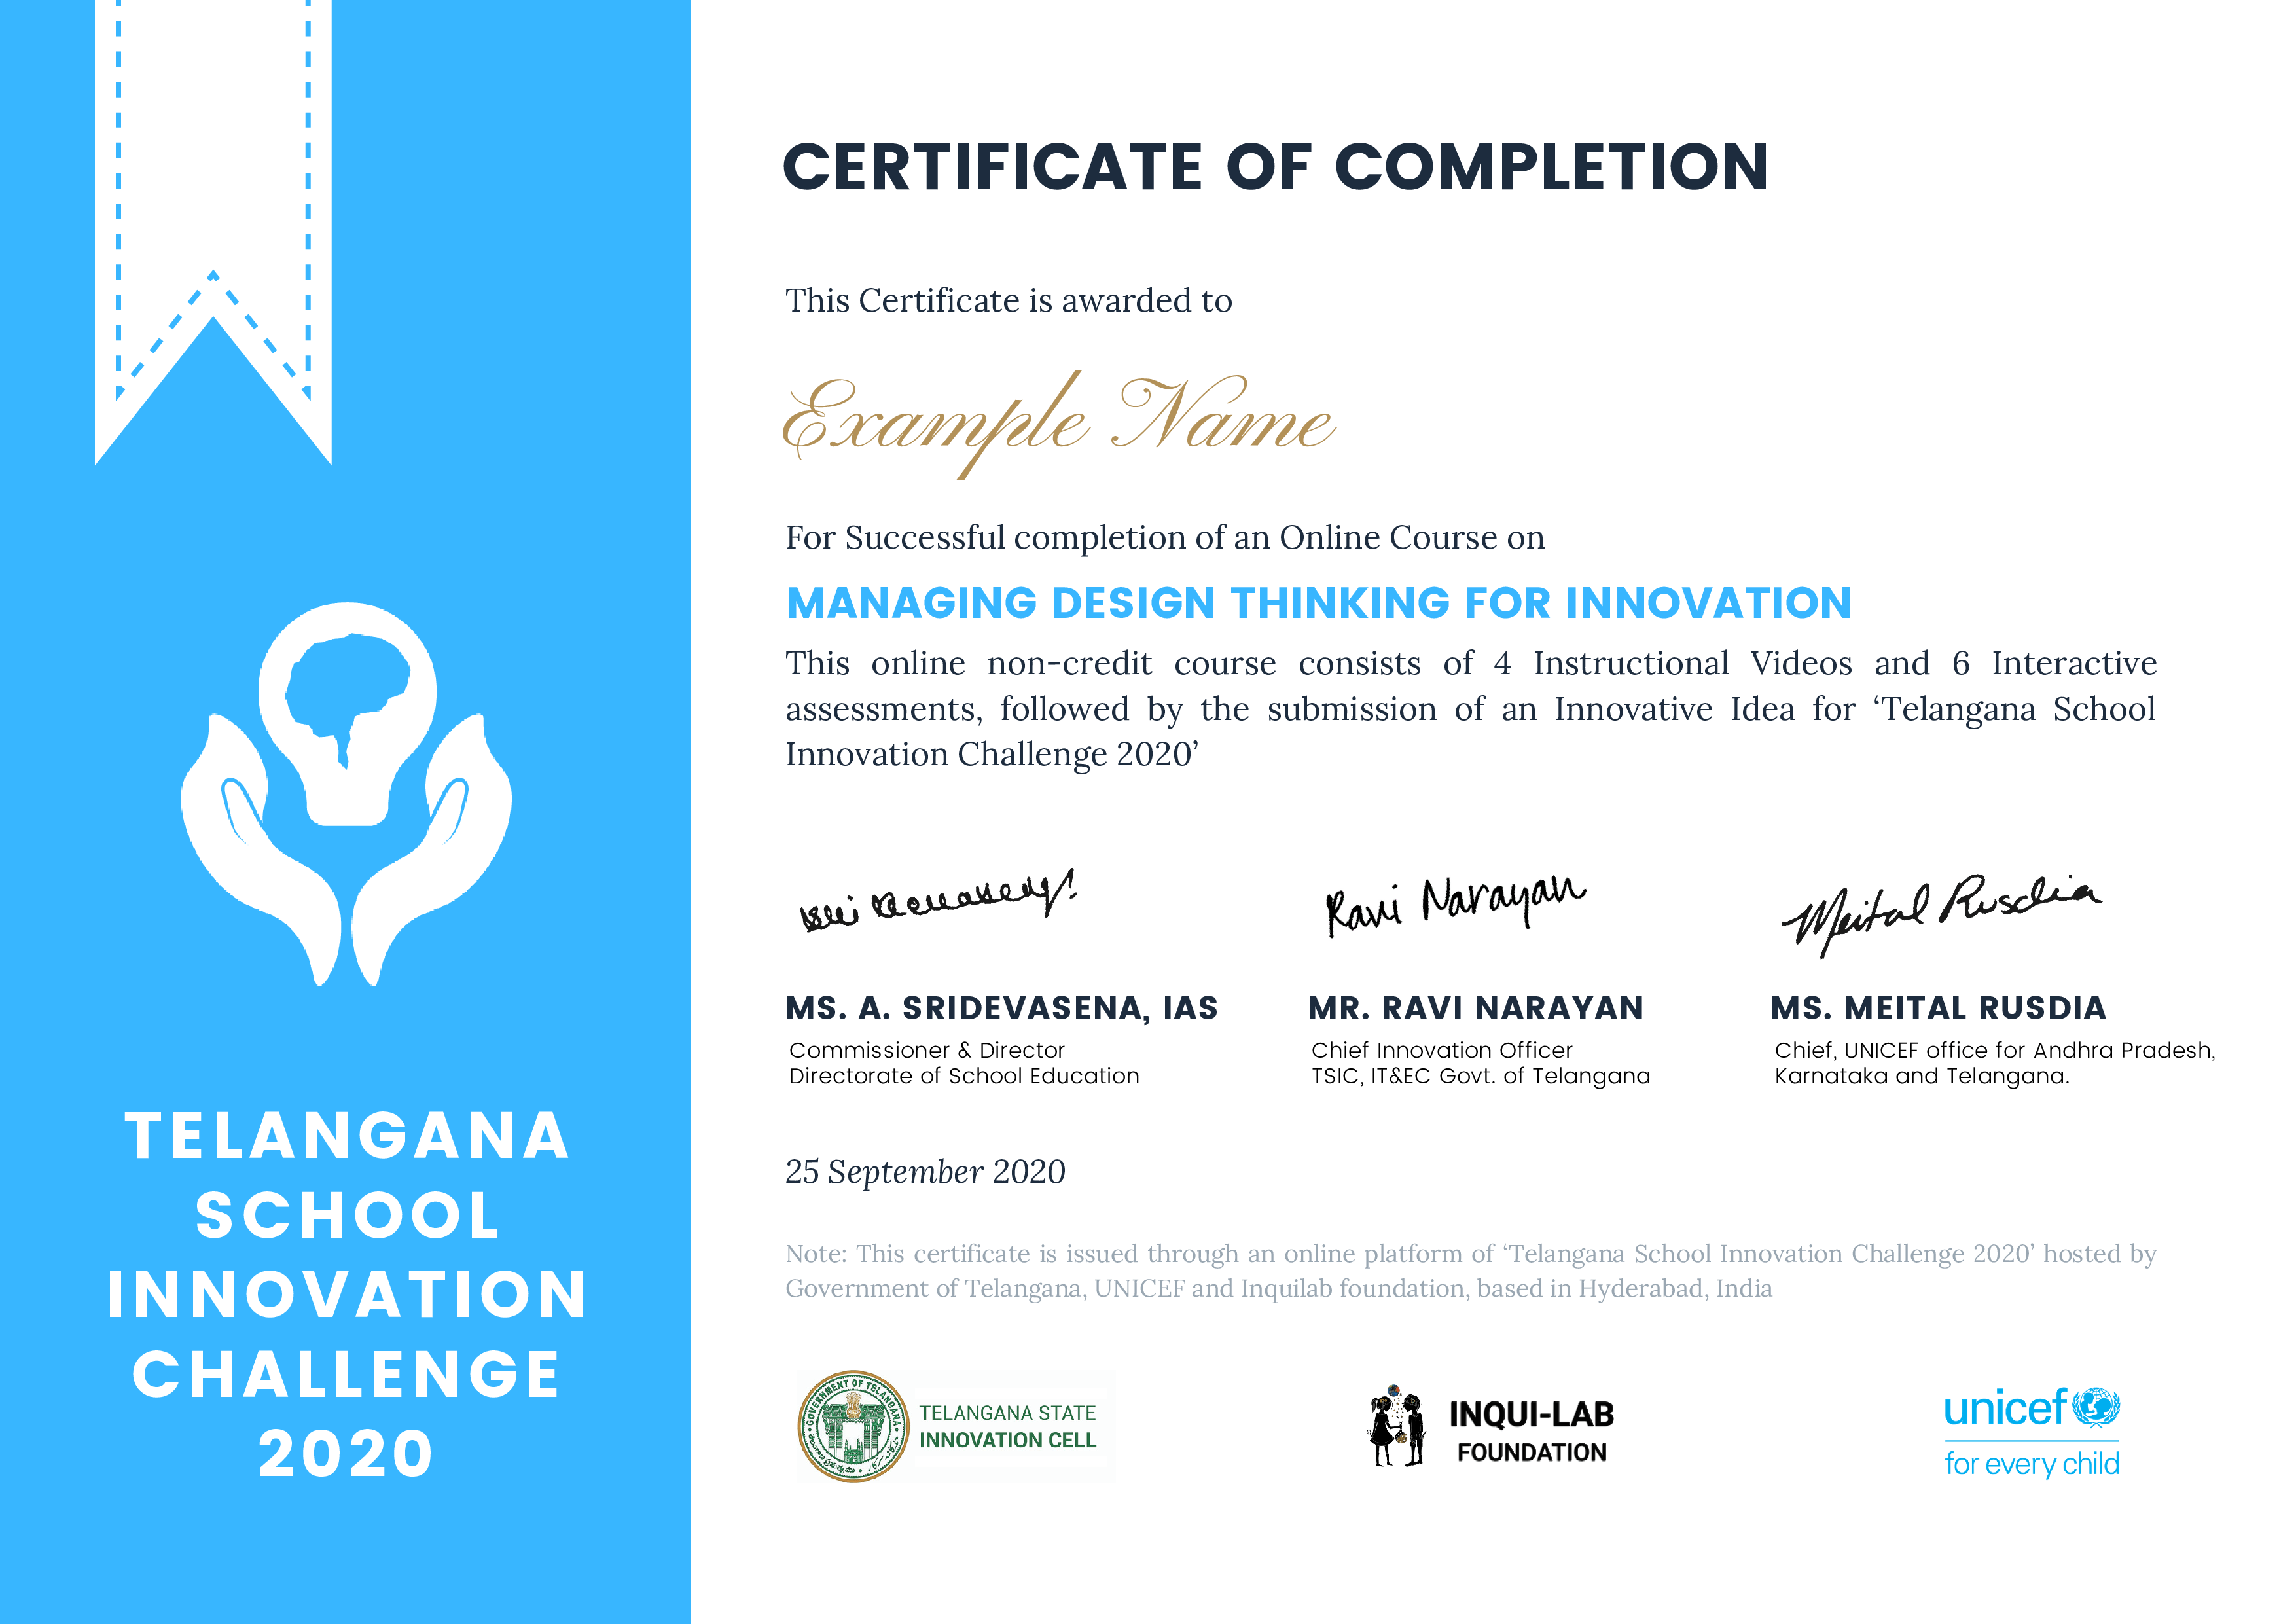 CERTIFICATE OF COMPLETION
This Certificate is awarded to
Example Name
For Successful completion of an Online Course on
MANAGING DESIGN THINKING FOR INNOVATION
This online non-credit course consists of 4 Instructional Videos and 6 Interactive
assessments, followed by the submission of an Innovative Idea for ‘Telangana School
Innovation Challenge 2020’
Ravi Narayan
Meital Rusdia
MS. A. SRIDEVASENA, IAS
Commissioner & Director
Directorate of School Education
MR. RAVI NARAYAN
Chief Innovation Officer
TSIC, IT&EC Govt. of Telangana
MS. MEITAL RUSDIA
Chief, UNICEF office for Andhra Pradesh,
Karnataka and Telangana.
25 September 2020
Note: This certificate is issued through an online platform of ‘Telangana School Innovation Challenge 2020’ hosted by
Government of Telangana, UNICEF and Inquilab foundation, based in Hyderabad, India
TELANGANA
SCHOOL
INNOVATION
CHALLENGE
2020
GOVERNMENT OF TELANGANA
TELANGANA STATE
INNOVATION CELL
INQUI-LAB
FOUNDATION
unicef
for every child